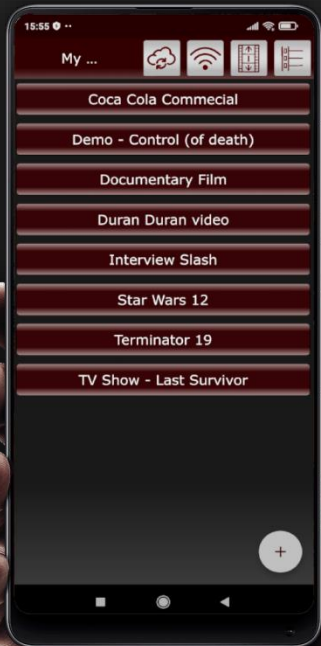 15:55
My ...
Coca Cola Commecial
Demo - Control (of death)
Documentary Film
Duran Duran video
Interview Slash
Star Wars 12
Terminator 19
TV Show - Last Survivor
+